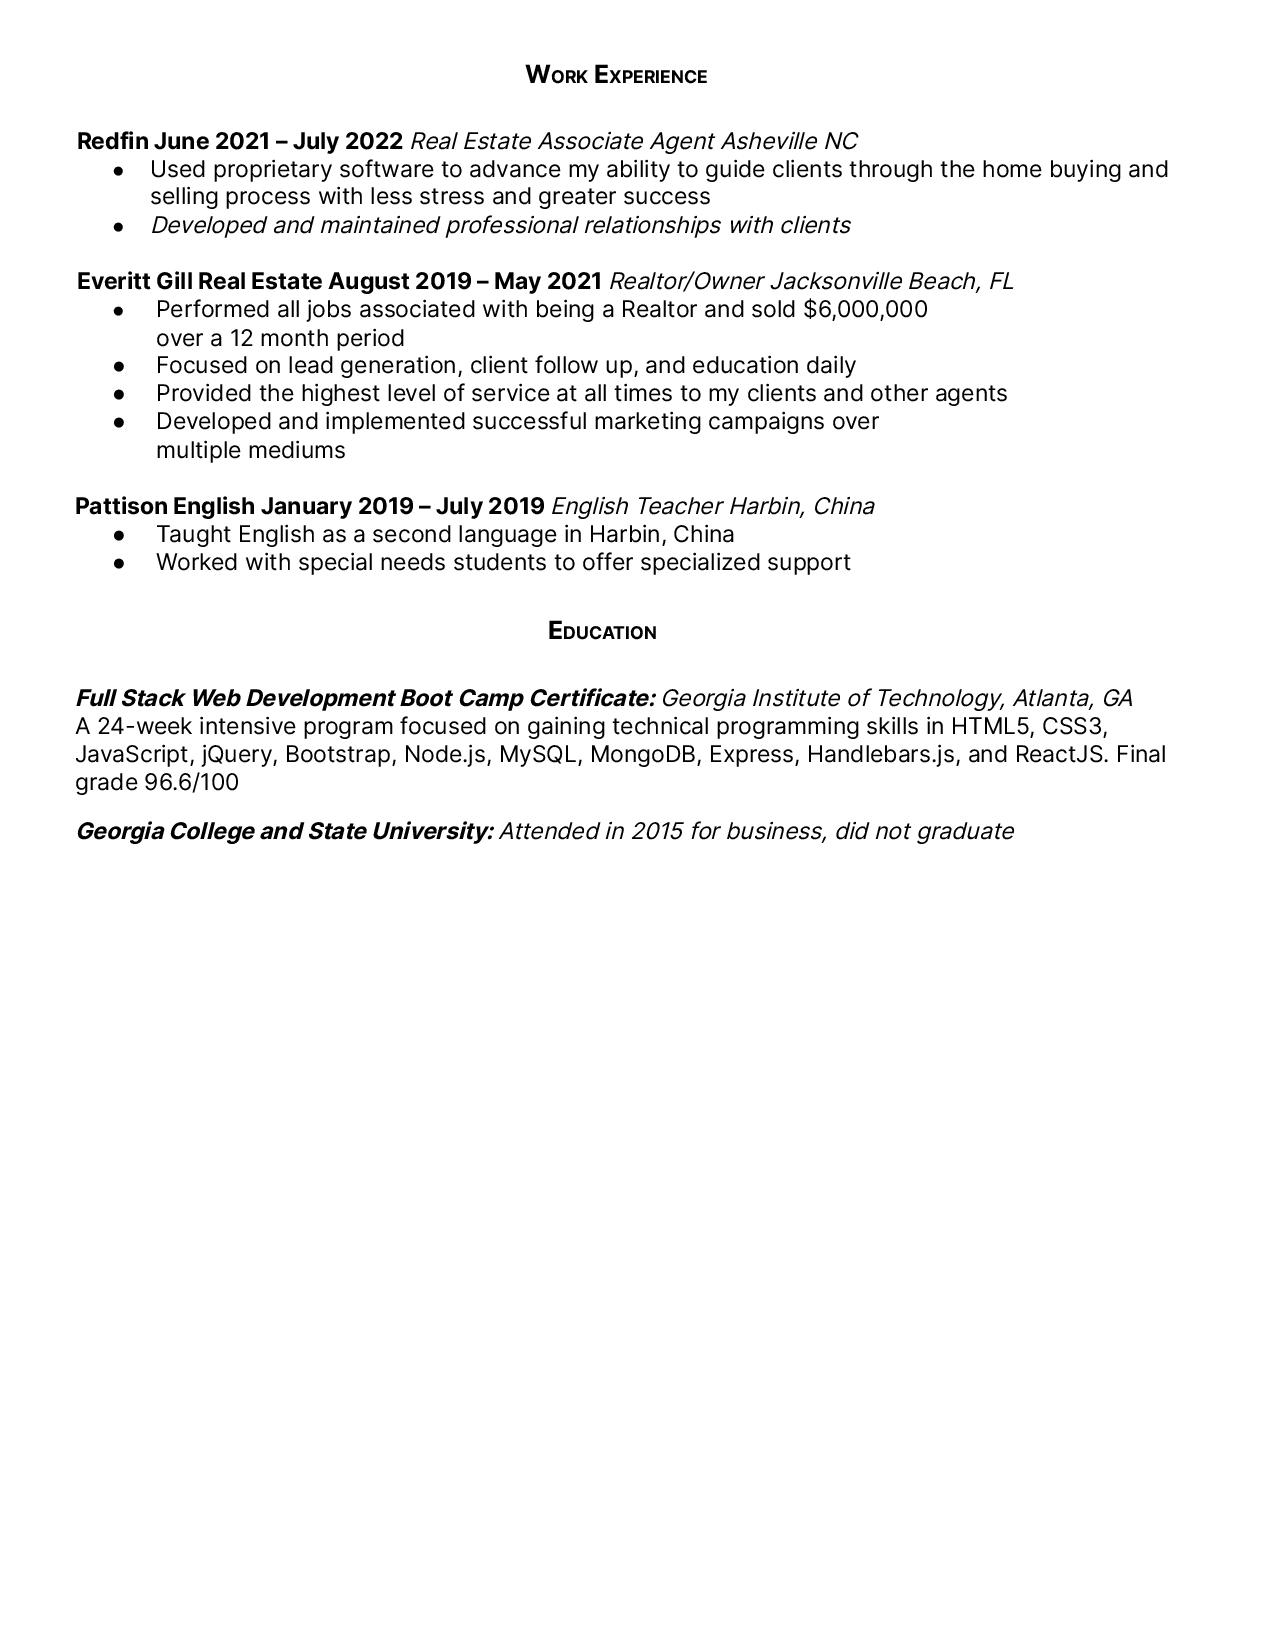 Work Experience
Redfin June 2021 – July 2022 Real Estate Associate Agent Asheville NC
● Used proprietary software to advance my ability to guide clients through the home buying and
selling process with less stress and greater success
● Developed and maintained professional relationships with clients
Everitt Gill Real Estate August 2019 – May 2021 Realtor/Owner Jacksonville Beach, FL
● Performed all jobs associated with being a Realtor and sold $6,000,000
over a 12 month period
● Focused on lead generation, client follow up, and education daily
● Provided the highest level of service at all times to my clients and other agents
● Developed and implemented successful marketing campaigns over
multiple mediums
Pattison English January 2019 – July 2019 English Teacher Harbin, China
● Taught English as a second language in Harbin, China
● Worked with special needs students to offer specialized support
Education
Full Stack Web Development Boot Camp Certificate: Georgia Institute of Technology, Atlanta, GA
A 24-week intensive program focused on gaining technical programming skills in HTML5, CSS3,
JavaScript, jQuery, Bootstrap, Node.js, MySQL, MongoDB, Express, Handlebars.js, and ReactJS. Final
grade 96.6/100
Georgia College and State University: Attended in 2015 for business, did not graduate